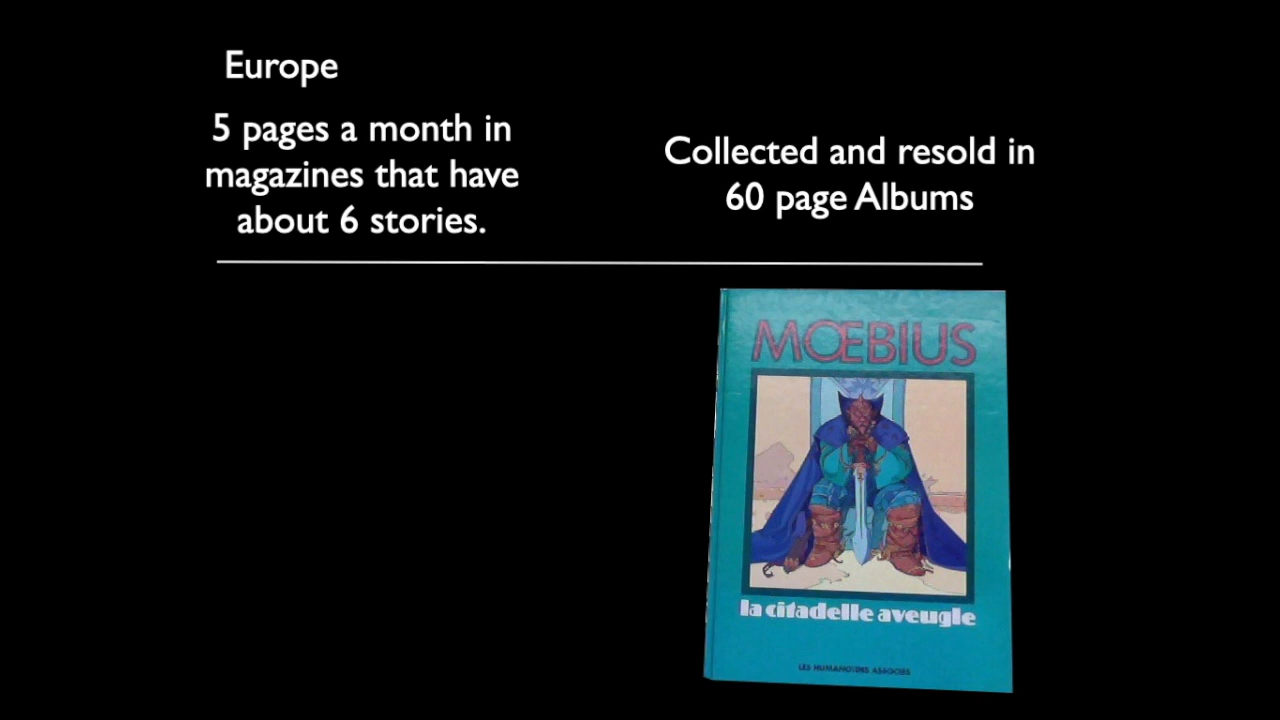 Europe
5 pages a month in
magazines that have
about 6 stories.
Collected and resold in
60 page Albums
MŒBIUS
la citadelle aveugle
LES HUMANOÏDES ASSOCIÉS